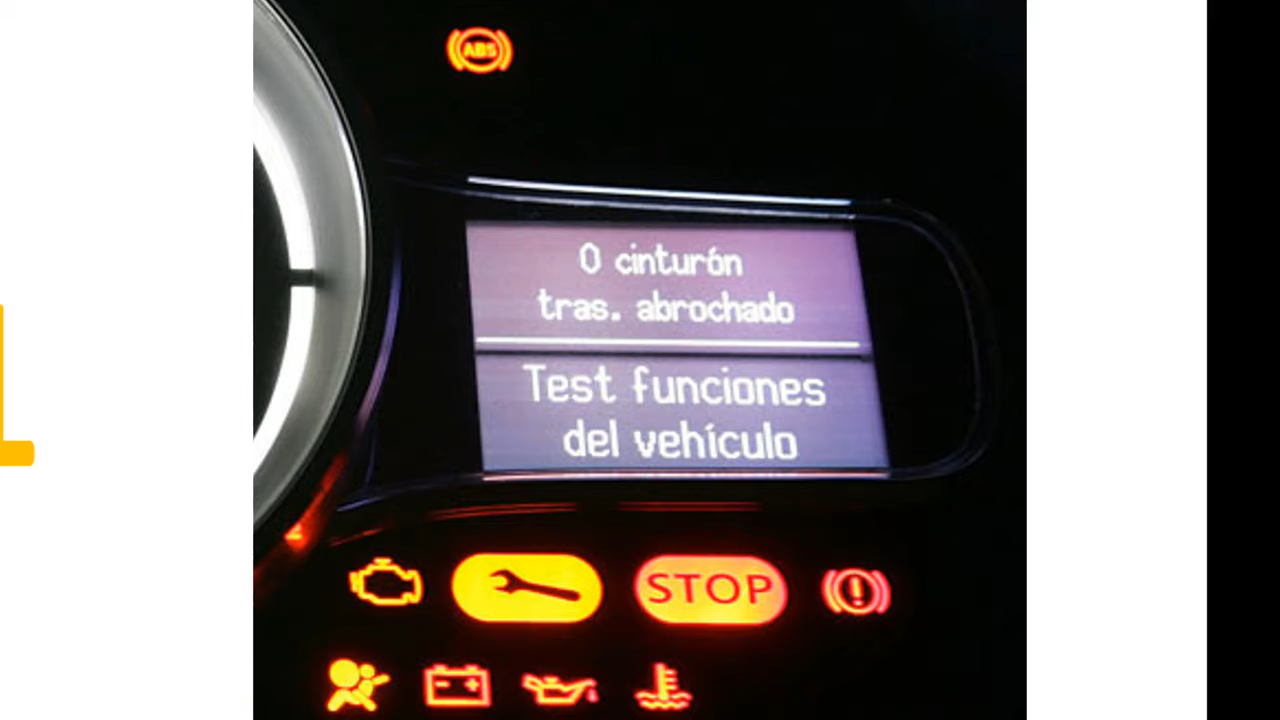 ABS
0 cinturón
tras. abrochado
Test funciones
del vehículo
STOP